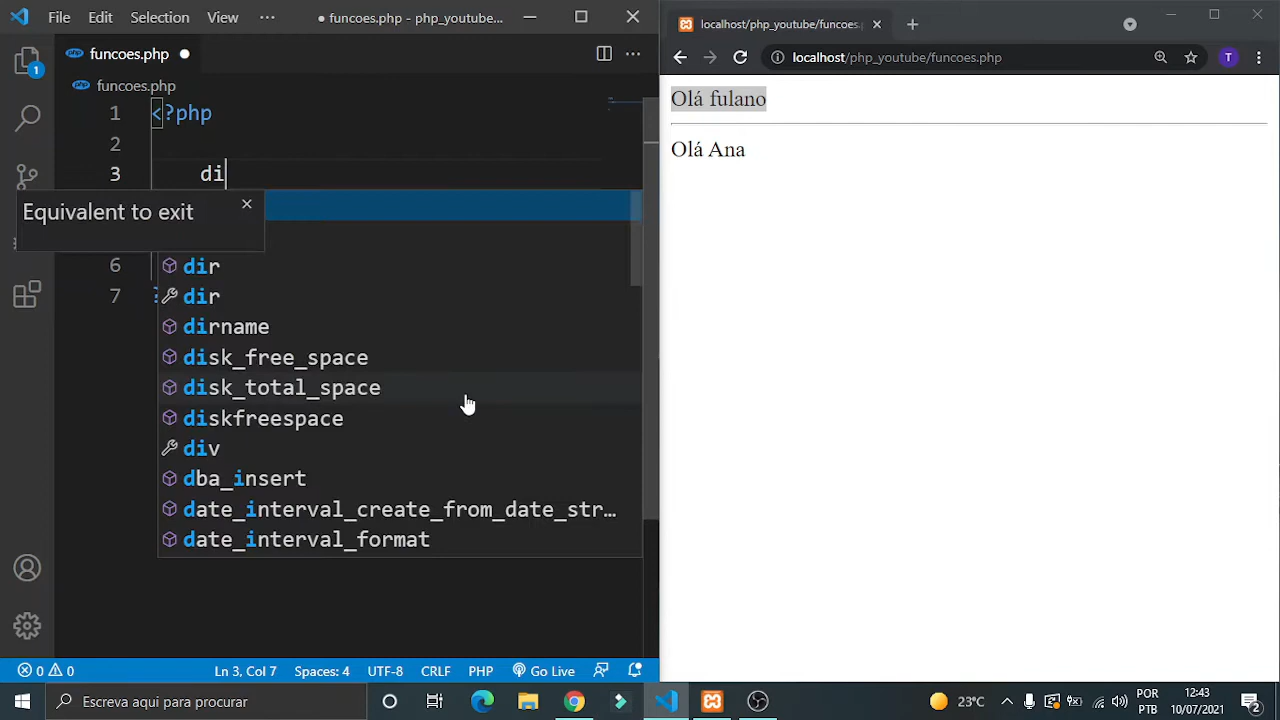 File Edit Selection View ··· ● funcoes.php - php_youtube...
funcoes.php ●
funcoes.php
1 <?php
2
3 di
Equivalent to exit
6
7
dir
dir
dirname
disk_free_space
disk_total_space
diskfreespace
div
dba_insert
date_interval_create_from_date_str…
date_interval_format
1
0 0 Ln 3, Col 7 Spaces: 4 UTF-8 CRLF PHP Go Live
localhost/php_youtube/funcoes.p
localhost/php_youtube/funcoes.php T
Olá fulano
Olá Ana
Escreva aqui para procurar
23°C
POR
PTB
12:43
10/07/2021
2